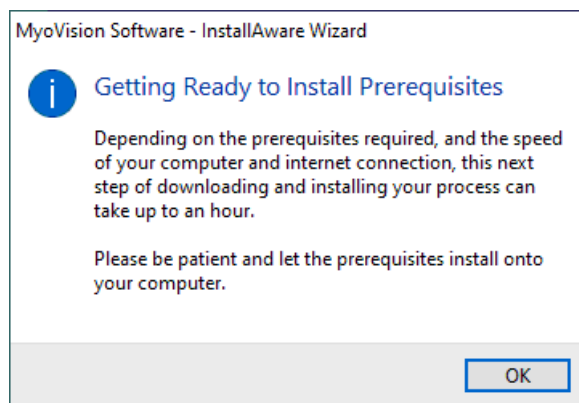 MyoVision Software - InstallAware Wizard
Getting Ready to Install Prerequisites
Depending on the prerequisites required, and the speed
of your computer and internet connection, this next
step of downloading and installing your process can
take up to an hour.
Please be patient and let the prerequisites install onto
your computer.
OK